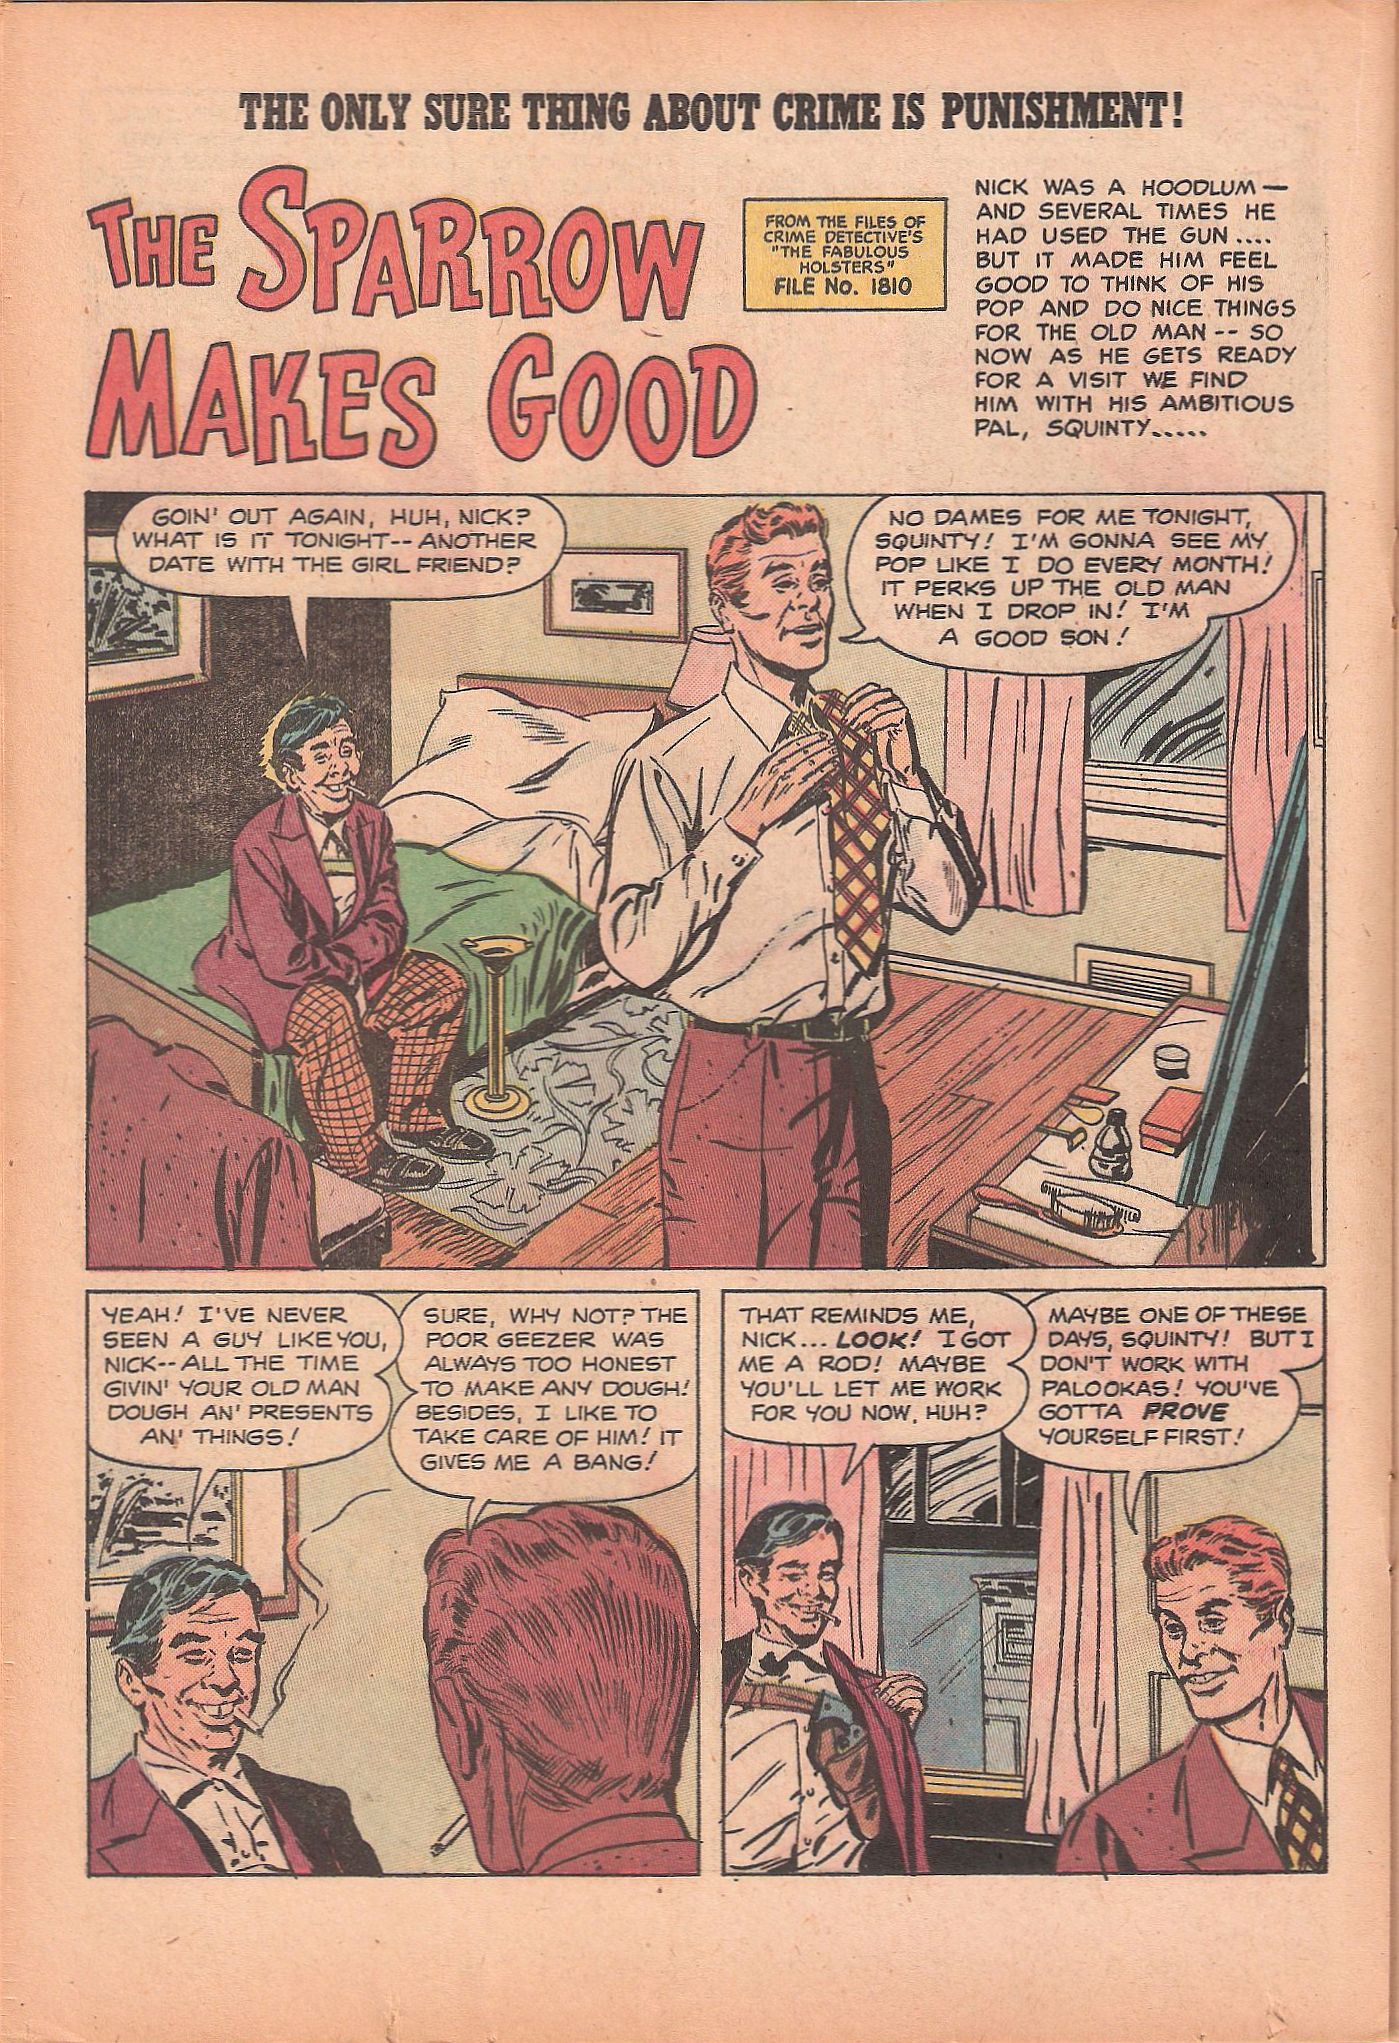 THE ONLY SURE THING ABOUT CRIME IS PUNISHMENT!
THE SPARROW
MAKES GOOD
FROM THE FILES OF
CRIME DETECTIVE'S
"THE FABULOUS
HOLSTERS"
FILE No. 1810
NICK WAS A HOODLUM —
AND SEVERAL TIMES HE
HAD USED THE GUN ....
BUT IT MADE HIM FEEL
GOOD TO THINK OF HIS
POP AND DO NICE THINGS
FOR THE OLD MAN -- SO
NOW AS HE GETS READY
FOR A VISIT WE FIND
HIM WITH HIS AMBITIOUS
PAL, SQUINTY.....
GOIN' OUT AGAIN, HUH, NICK?
WHAT IS IT TONIGHT-- ANOTHER
DATE WITH THE GIRL FRIEND?
NO DAMES FOR ME TONIGHT,
SQUINTY! I'M GONNA SEE MY
POP LIKE I DO EVERY MONTH!
IT PERKS UP THE OLD MAN
WHEN I DROP IN! I'M
A GOOD SON!
YEAH! I'VE NEVER
SEEN A GUY LIKE YOU,
NICK-- ALL THE TIME
GIVIN' YOUR OLD MAN
DOUGH AN' PRESENTS
AN' THINGS!
SURE, WHY NOT? THE
POOR GEEZER WAS
ALWAYS TOO HONEST
TO MAKE ANY DOUGH!
BESIDES, I LIKE TO
TAKE CARE OF HIM! IT
GIVES ME A BANG!
THAT REMINDS ME,
NICK... LOOK! I GOT
ME A ROD! MAYBE
YOU'LL LET ME WORK
FOR YOU NOW, HUH?
MAYBE ONE OF THESE
DAYS, SQUINTY! BUT I
DON'T WORK WITH
PALOOKAS! YOU'VE
GOTTA PROVE
YOURSELF FIRST!